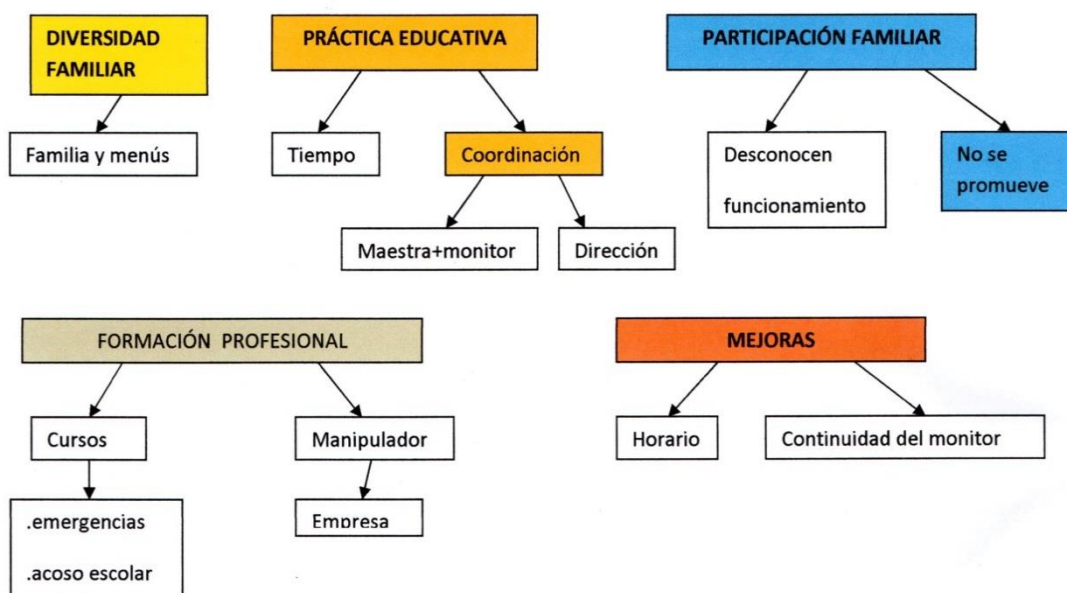 DIVERSIDAD
FAMILIAR
PRÁCTICA EDUCATIVA
PARTICIPACIÓN FAMILIAR
Familia y menús
Tiempo
Coordinación
Desconocen
funcionamiento
No se
promueve
Maestra+monitor
Dirección
FORMACIÓN PROFESIONAL
MEJORAS
Cursos
Manipulador
Horario
Continuidad del monitor
.emergencias
.acoso escolar
Empresa